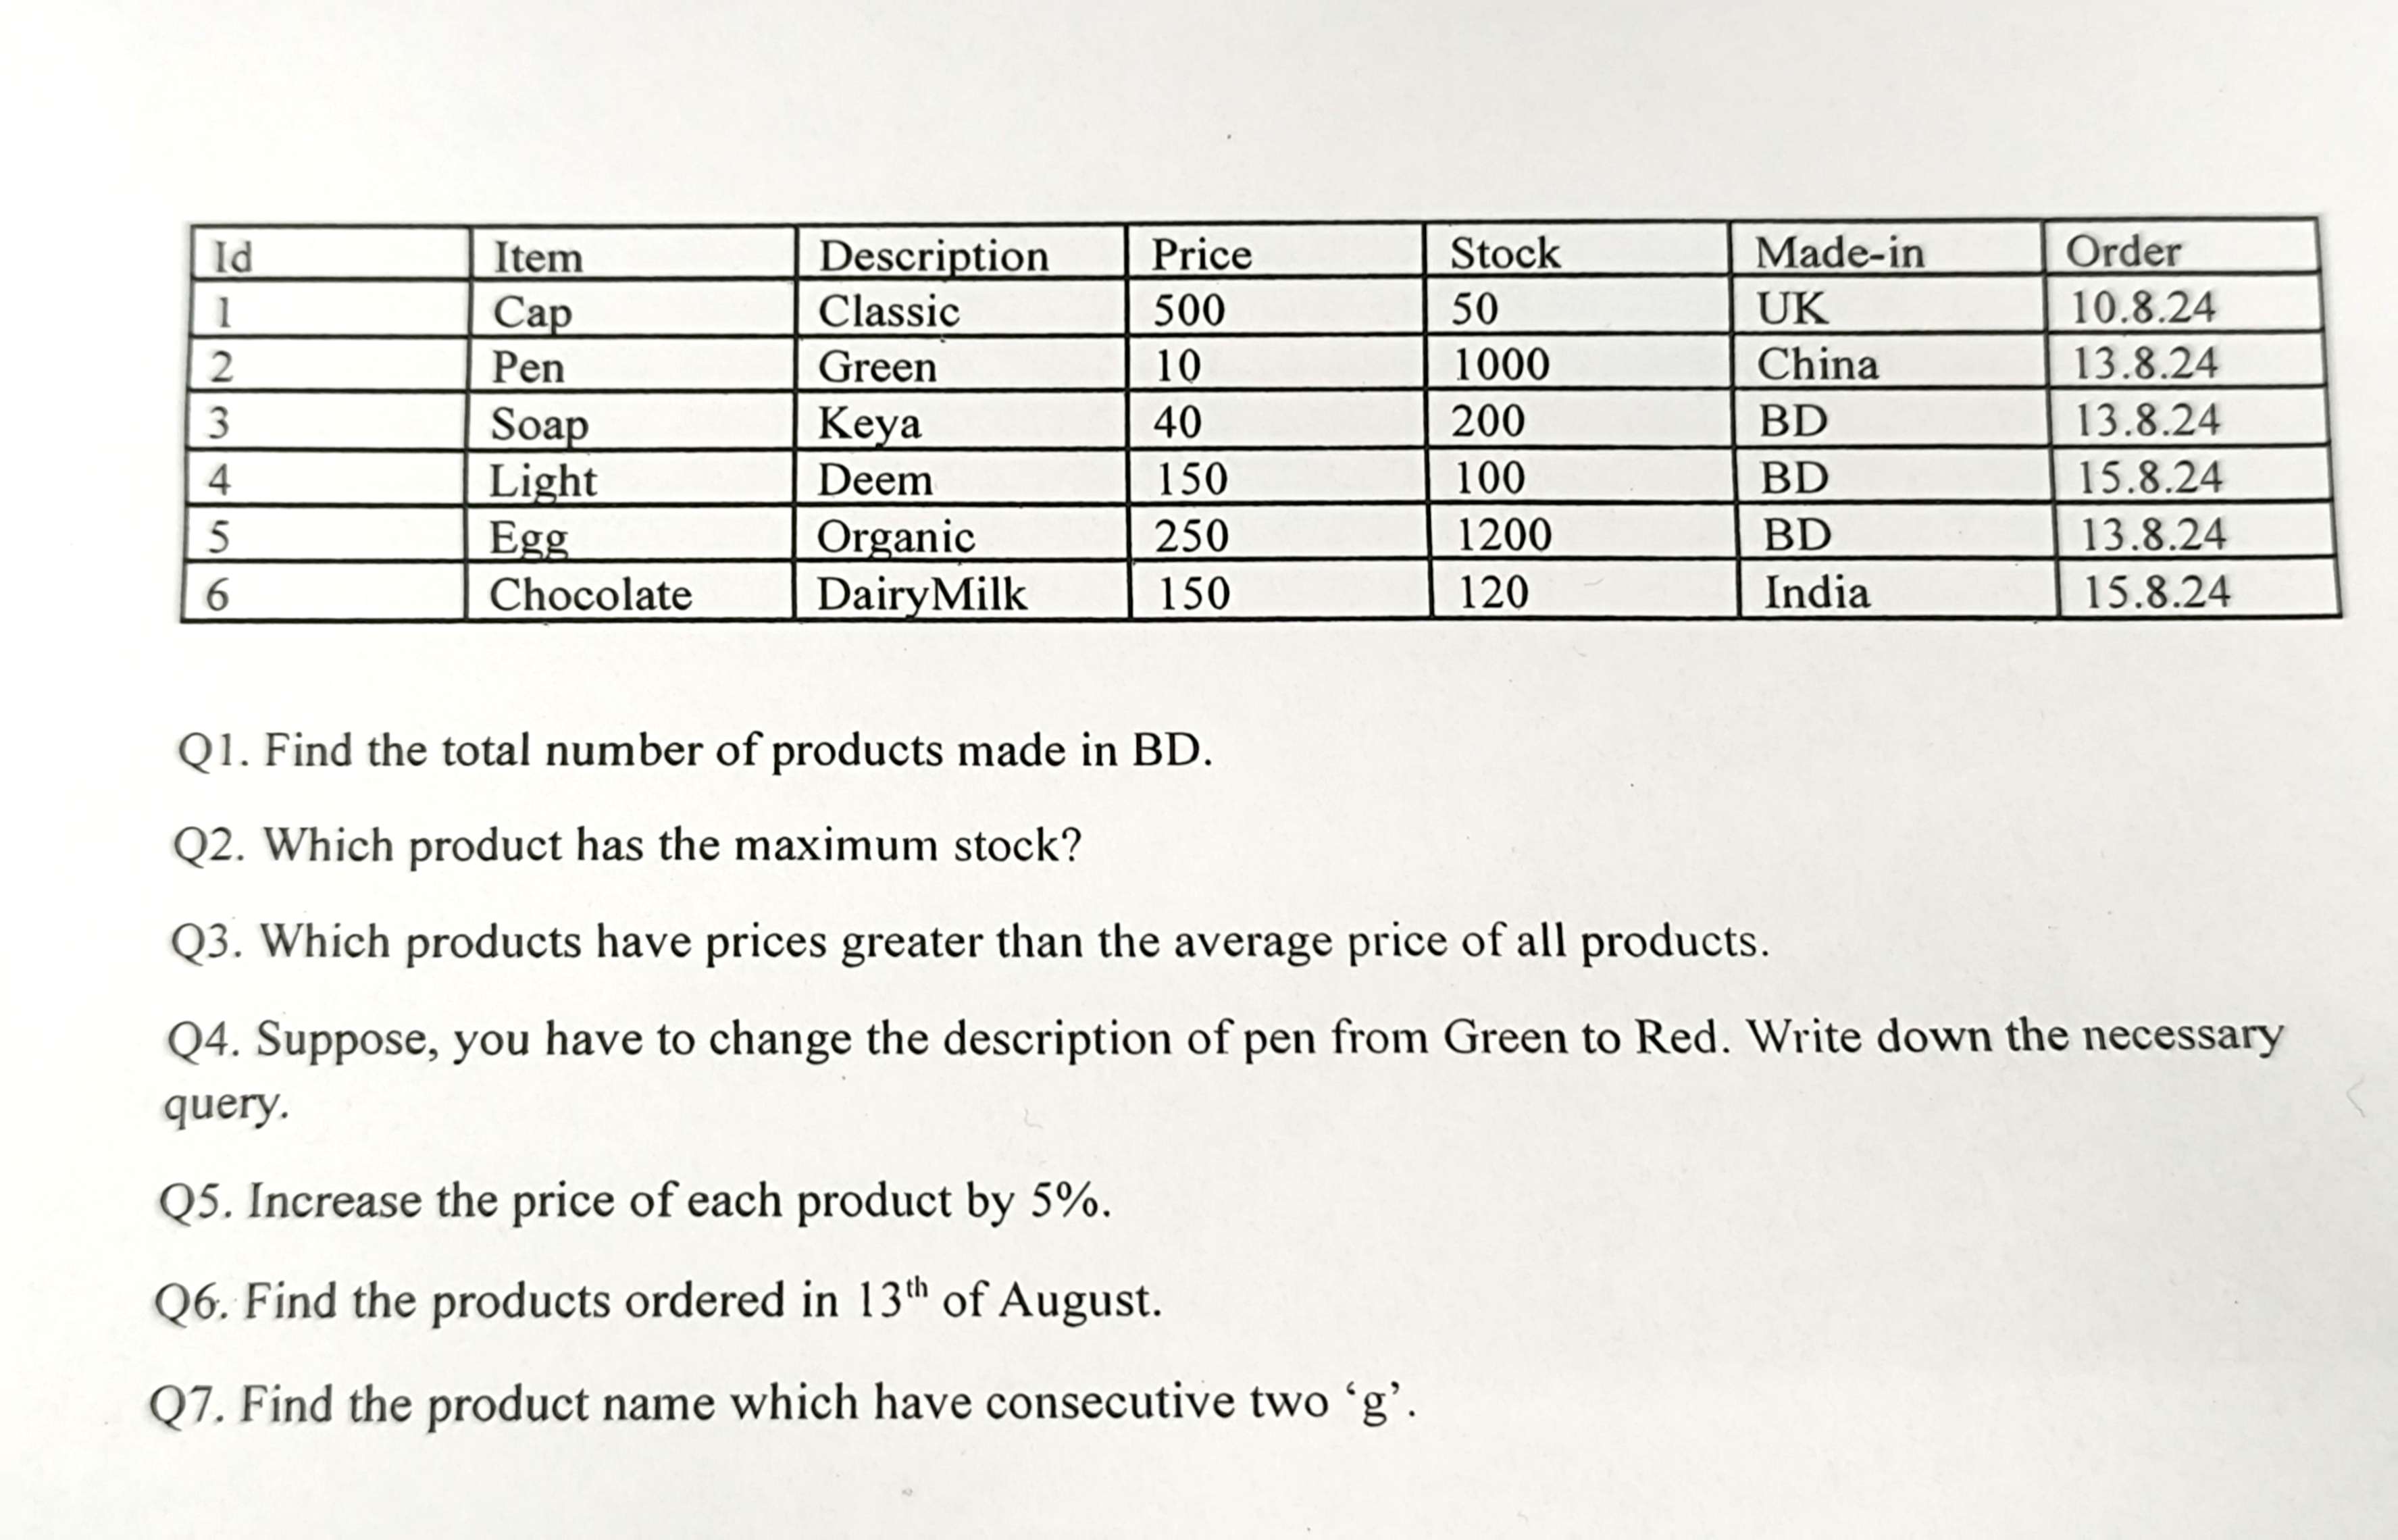 Id Item Description Price Stock Made-in Order
1 Cap Classic 500 50 UK 10.8.24
2 Pen Green 10 1000 China 13.8.24
3 Soap Keya 40 200 BD 13.8.24
4 Light Deem 150 100 BD 15.8.24
5 Egg Organic 250 1200 BD 13.8.24
6 Chocolate DairyMilk 150 120 India 15.8.24
Q1. Find the total number of products made in BD.
Q2. Which product has the maximum stock?
Q3. Which products have prices greater than the average price of all products.
Q4. Suppose, you have to change the description of pen from Green to Red. Write down the necessary
query.
Q5. Increase the price of each product by 5%.
Q6. Find the products ordered in 13th of August.
Q7. Find the product name which have consecutive two ‘g’.